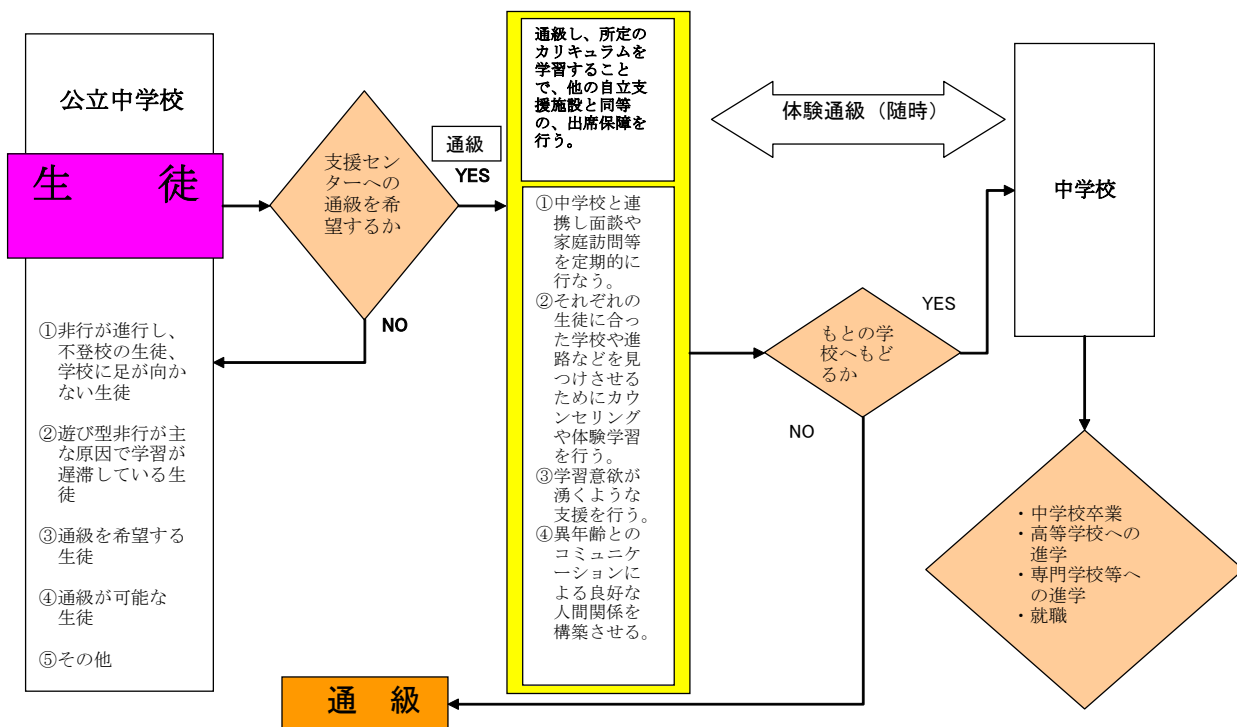 公立中学校
生 徒
①非行が進行し、
不登校の生徒、
学校に足が向か
ない生徒
②遊び型非行が主
な原因で学習が
遅滞している生
徒
③通級を希望する
生徒
④通級が可能な
生徒
⑤その他
支援セン
ターへの
通級を希
望するか
通級
YES
NO
通級し、所定の
カリキュラムを
学習すること
で、他の自立支
援施設と同等
の、出席保障を
行う。
①中学校と連
携し面談や
家庭訪問等
を定期的に
行なう。
②それぞれの
生徒に合っ
た学校や進
路などを見
つけさせる
ためにカウ
ンセリング
や体験学習
を行う。
③学習意欲が
湧くような
支援を行う。
④異年齢との
コミュニケ
ーションに
よる良好な
人間関係を
構築させる。
体験通級（随時）
もとの学
校へもど
るか
YES
NO
中学校
・中学校卒業
・高等学校への
進学
・専門学校等へ
の進学
・就職
通 級